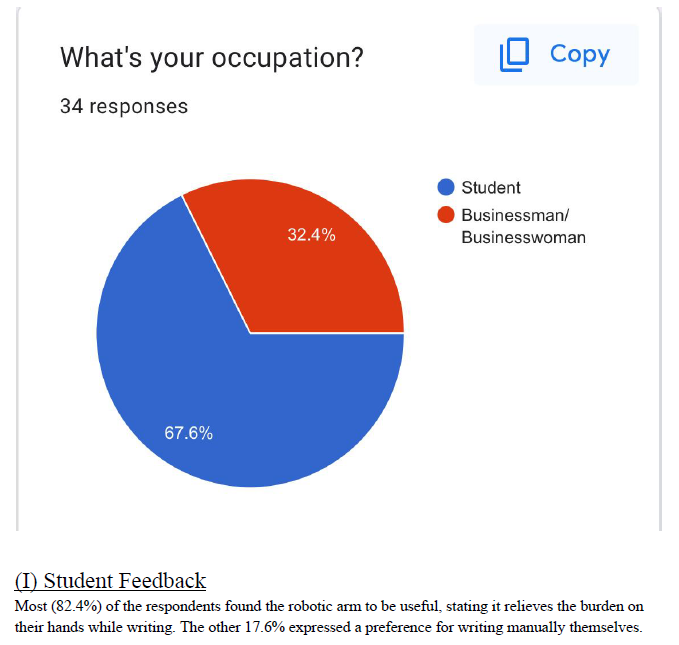 What's your occupation?
Copy
34 responses
Student
Businessman/
Businesswoman
32.4%
67.6%
(I) Student Feedback
Most (82.4%) of the respondents found the robotic arm to be useful, stating it relieves the burden on
their hands while writing. The other 17.6% expressed a preference for writing manually themselves.